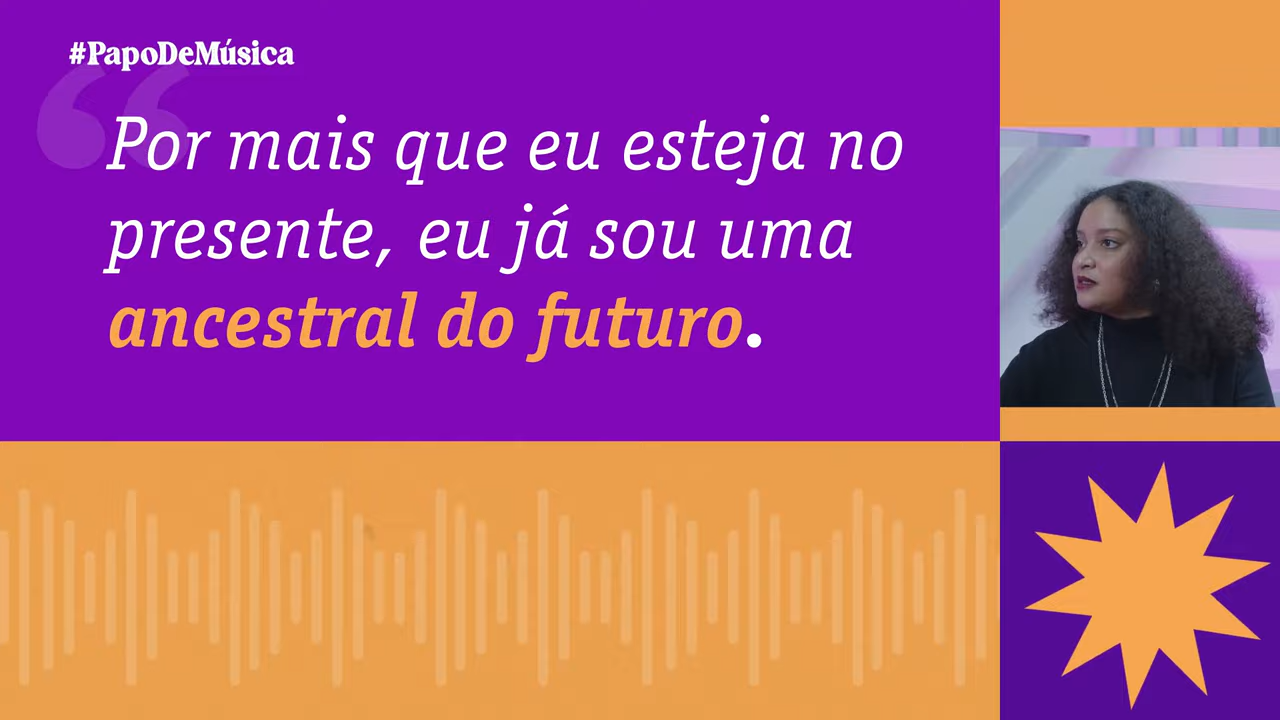 #PapoDeMúsica
Por mais que eu esteja no
presente, eu já sou uma
ancestral do futuro.